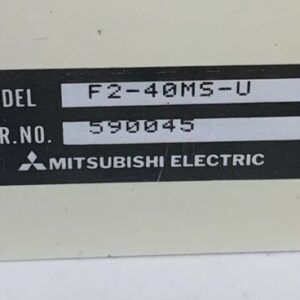 DEL F2-40MS-U
R.NO. 590045
MITSUBISHI ELECTRIC